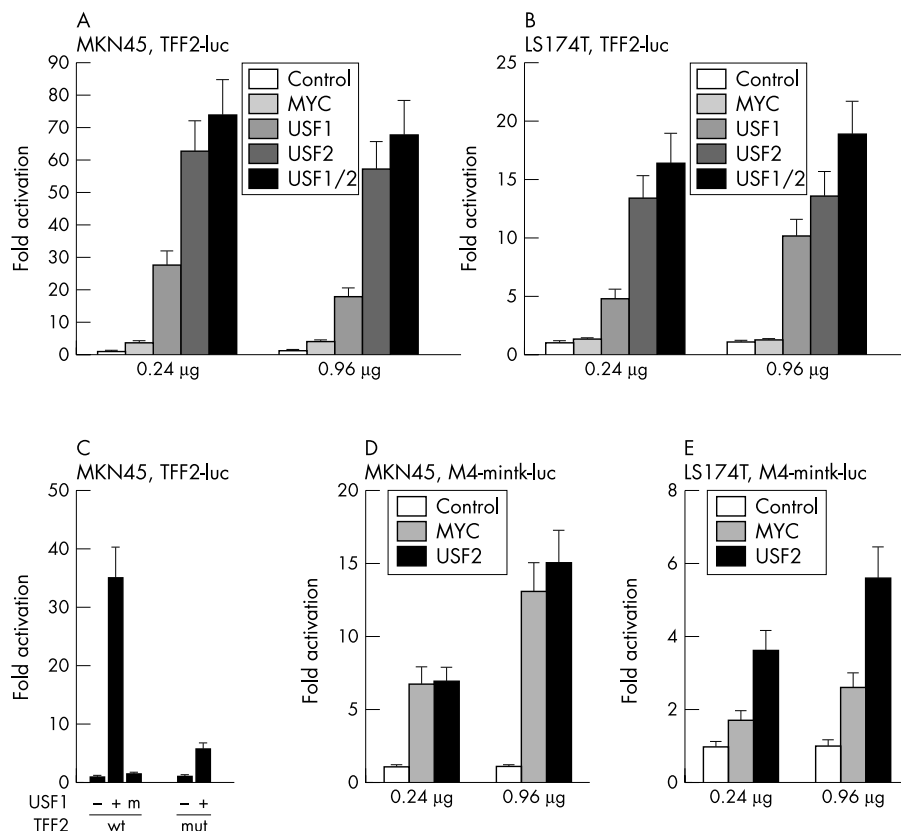 A
MKN45, TFF2-luc
Fold activation
90
80
70
60
50
40
30
20
10
0
Control
MYC
USF1
USF2
USF1/2
0.24 µg
0.96 µg
B
LS174T, TFF2-luc
Fold activation
25
20
15
10
5
0
Control
MYC
USF1
USF2
USF1/2
0.24 µg
0.96 µg
C
MKN45, TFF2-luc
Fold activation
50
40
30
20
10
0
USF1 – + m – +
TFF2 wt mut
D
MKN45, M4-mintk-luc
Fold activation
20
15
10
5
0
Control
MYC
USF2
0.24 µg
0.96 µg
E
LS174T, M4-mintk-luc
Fold activation
8
6
4
2
0
Control
MYC
USF2
0.24 µg
0.96 µg